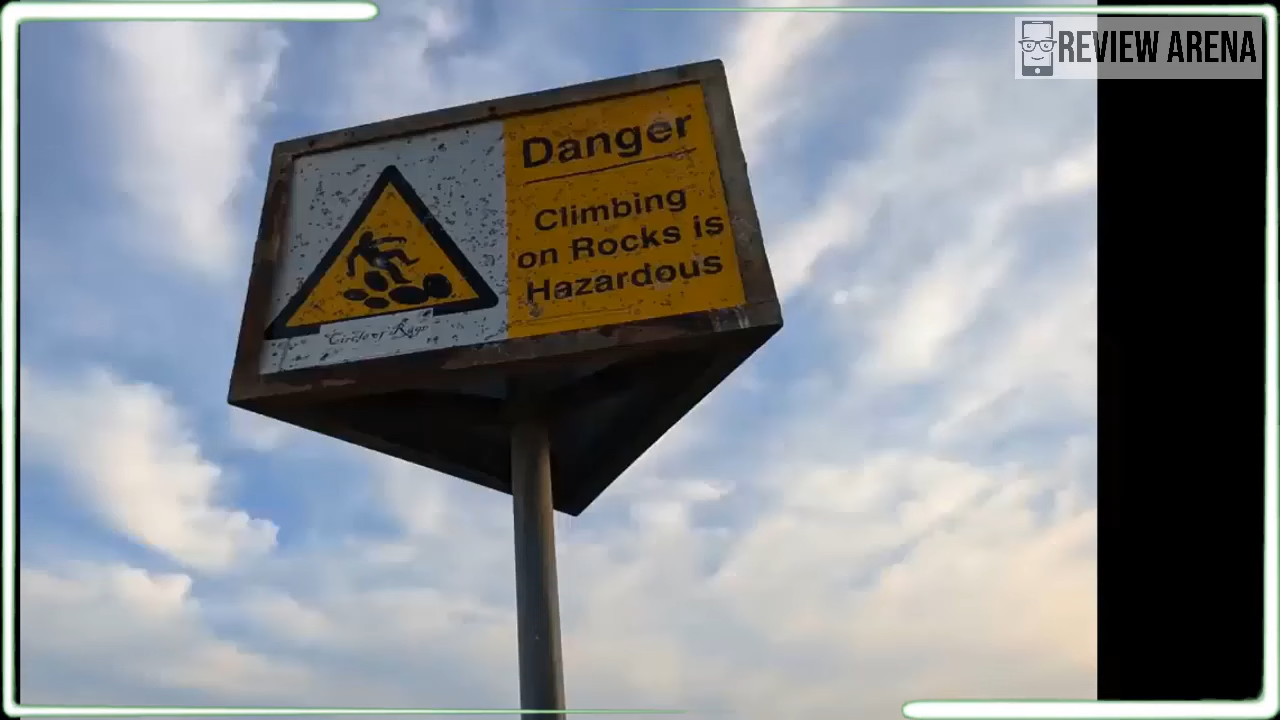 REVIEW ARENA
Danger
Climbing
on Rocks is
Hazardous
Circle of Rage